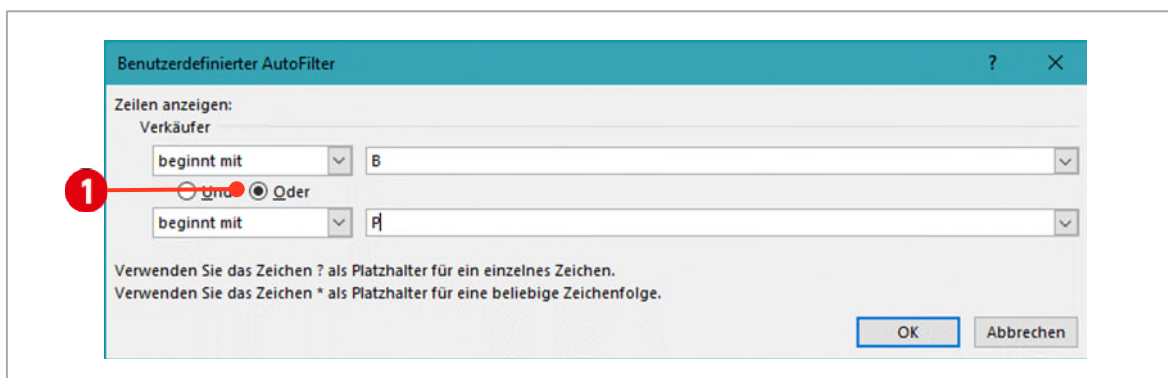 Benutzerdefinierter AutoFilter ? ×
Zeilen anzeigen:
Verkäufer
beginnt mit B
1 Oder
beginnt mit P
Verwenden Sie das Zeichen ? als Platzhalter für ein einzelnes Zeichen.
Verwenden Sie das Zeichen * als Platzhalter für eine beliebige Zeichenfolge.
OK Abbrechen